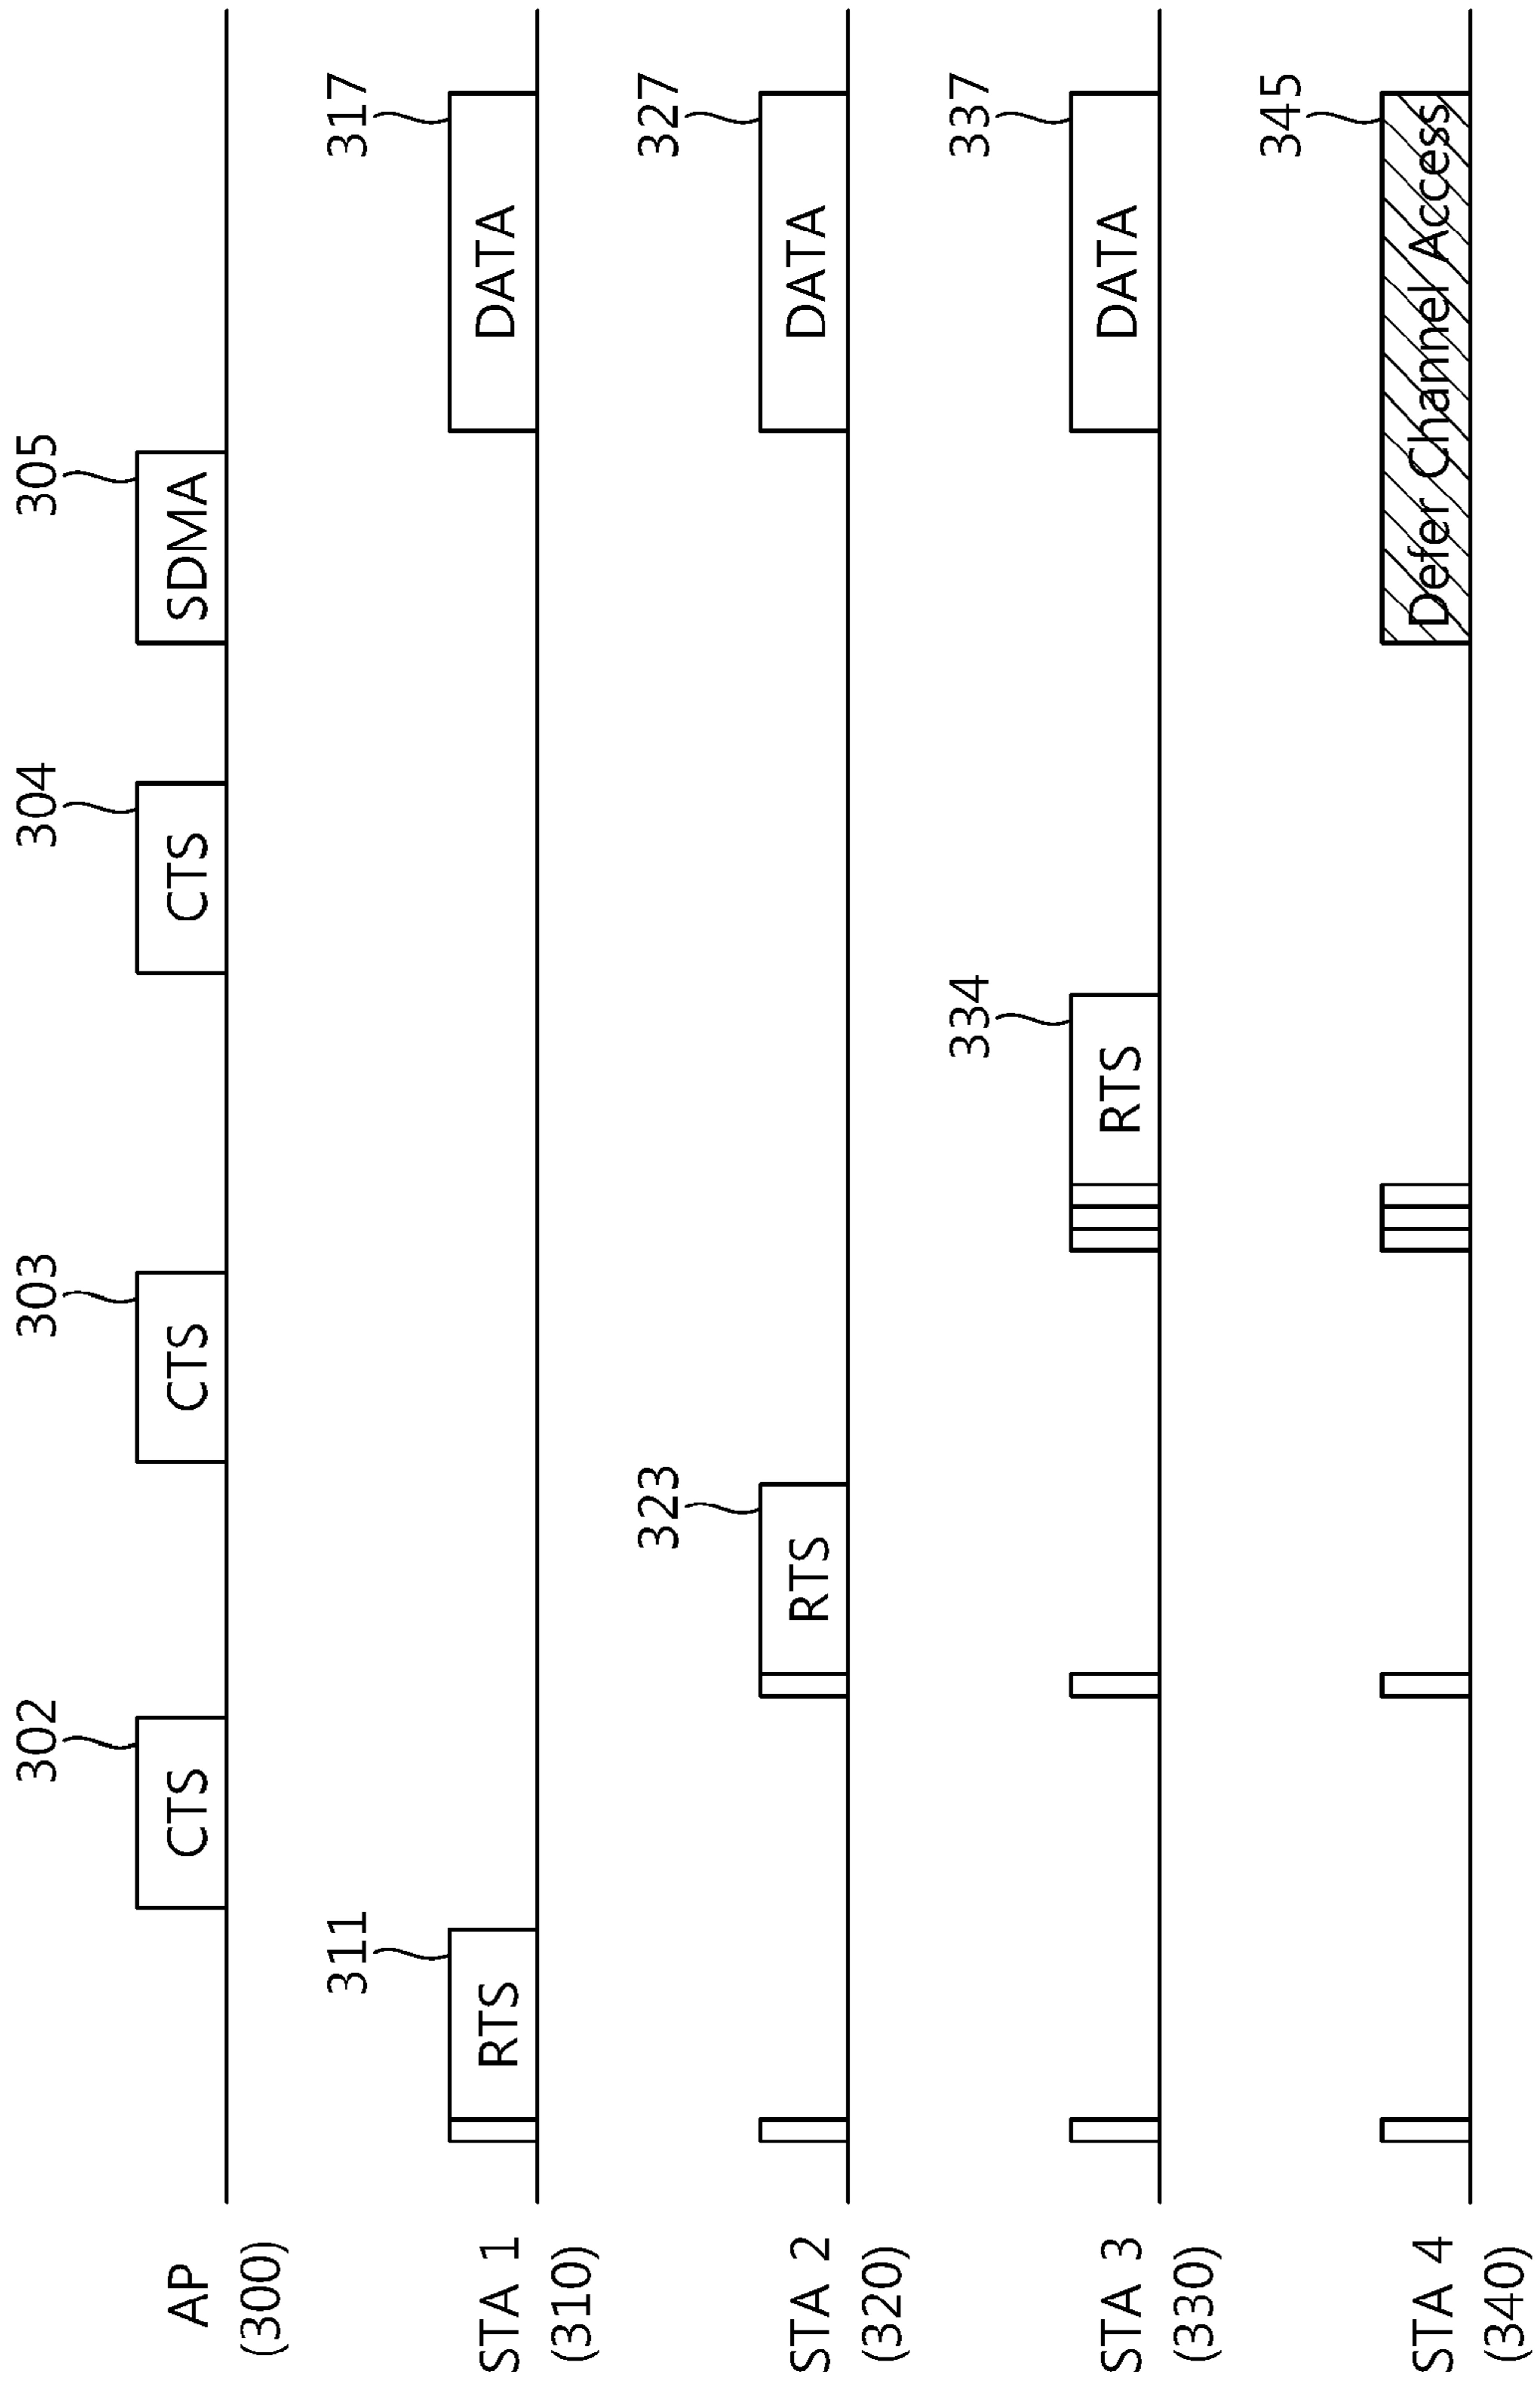 302
303
304
305
AP
(300)
CTS
CTS
CTS
SDMA
311
317
STA 1
(310)
RTS
DATA
323
327
STA 2
(320)
RTS
DATA
334
337
STA 3
(330)
RTS
DATA
345
STA 4
(340)
Defer Channel Access